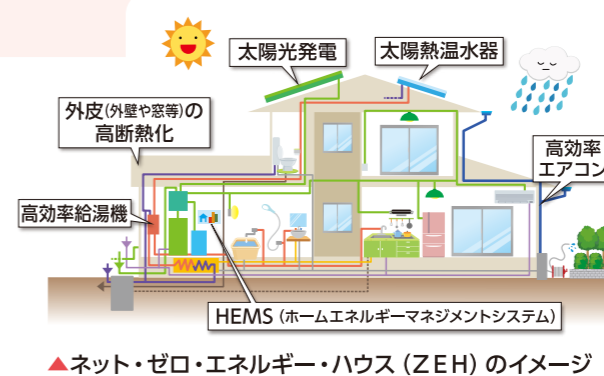 太陽光発電
太陽熱温水器
外皮(外壁や窓等)の
高断熱化
高効率
エアコン
高効率給湯機
HEMS（ホームエネルギーマネジメントシステム）
▲ネット・ゼロ・エネルギー・ハウス（ZEH）のイメージ